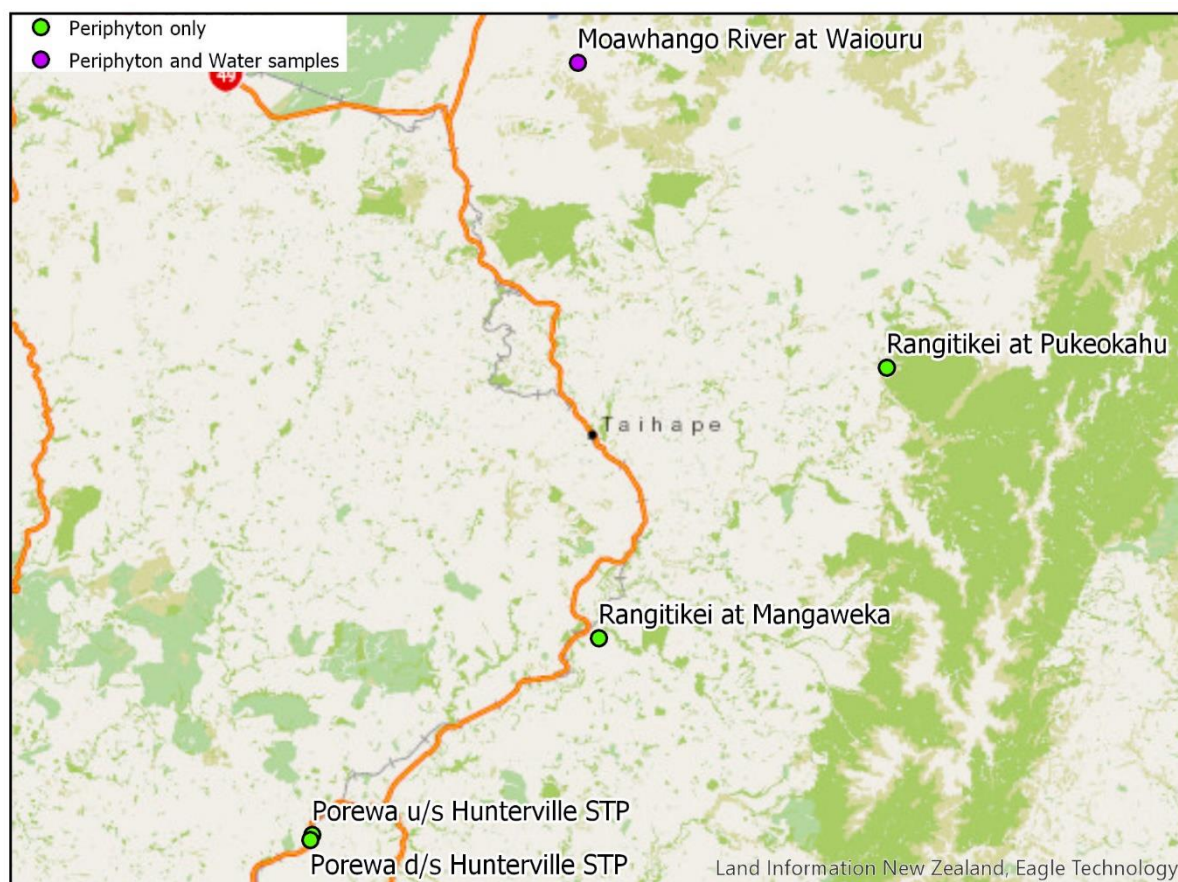 Periphyton only
Periphyton and Water samples
Moawhango River at Waiouru
49
Rangitikei at Pukeokahu
Taihape
Rangitikei at Mangaweka
Porewa u/s Hunterville STP
Porewa d/s Hunterville STP
Land Information New Zealand, Eagle Technology